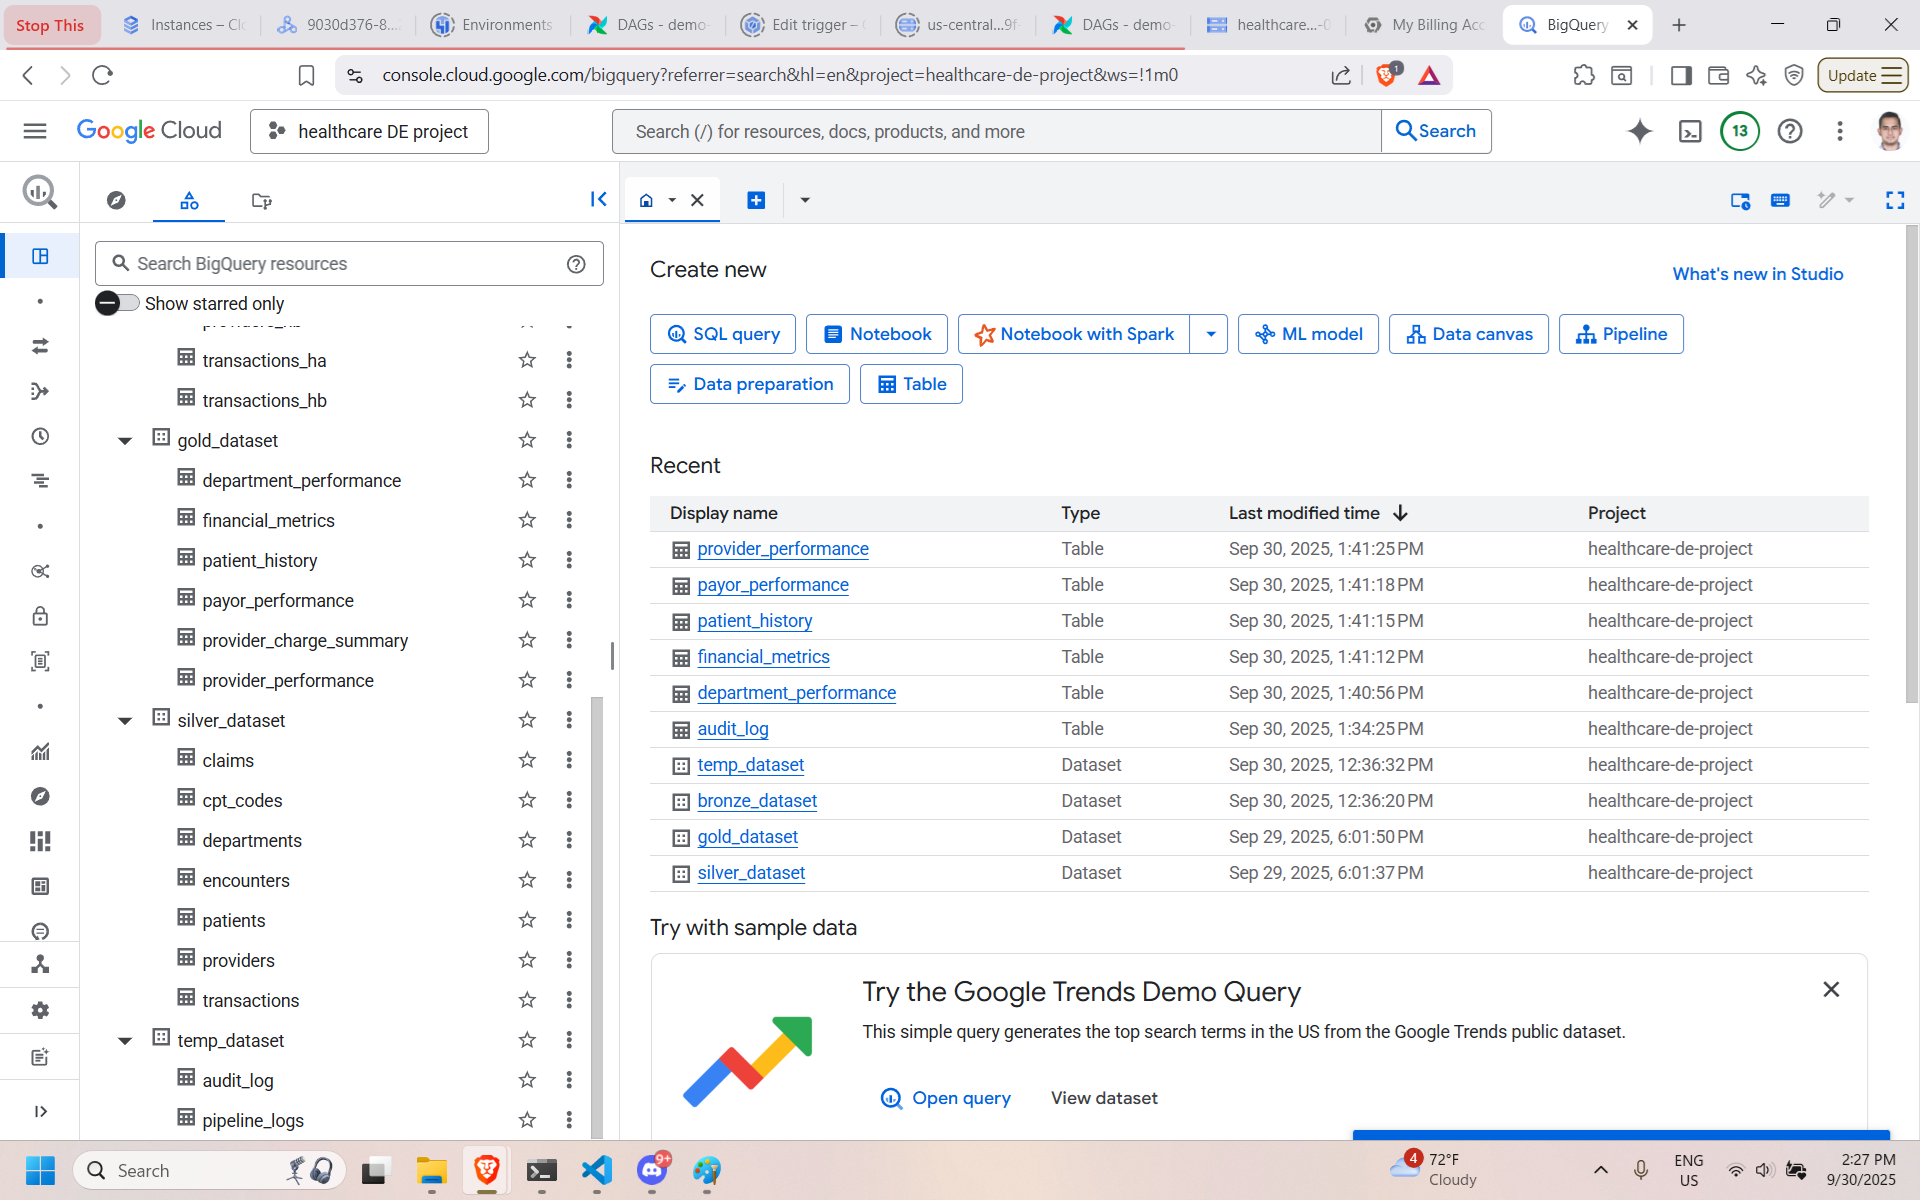 Stop This
Instances – Clo
9030d376-8...
Environments
DAGs - demo-
Edit trigger –
us-central...9f
DAGs - demo-
healthcare...-0
My Billing Acc
BigQuery
console.cloud.google.com/bigquery?referrer=search&hl=en&project=healthcare-de-project&ws=!1m0
1
Update
Google Cloud
healthcare DE project
Search (/) for resources, docs, products, and more
Search
13
Search BigQuery resources
Show starred only
transactions_ha
transactions_hb
gold_dataset
department_performance
financial_metrics
patient_history
payor_performance
provider_charge_summary
provider_performance
silver_dataset
claims
cpt_codes
departments
encounters
patients
providers
transactions
temp_dataset
audit_log
pipeline_logs
Create new
What's new in Studio
SQL query
Notebook
Notebook with Spark
ML model
Data canvas
Pipeline
Data preparation
Table
Recent
Display name Type Last modified time Project
provider_performance Table Sep 30, 2025, 1:41:25 PM healthcare-de-project
payor_performance Table Sep 30, 2025, 1:41:18 PM healthcare-de-project
patient_history Table Sep 30, 2025, 1:41:15 PM healthcare-de-project
financial_metrics Table Sep 30, 2025, 1:41:12 PM healthcare-de-project
department_performance Table Sep 30, 2025, 1:40:56 PM healthcare-de-project
audit_log Table Sep 30, 2025, 1:34:25 PM healthcare-de-project
temp_dataset Dataset Sep 30, 2025, 12:36:32 PM healthcare-de-project
bronze_dataset Dataset Sep 30, 2025, 12:36:20 PM healthcare-de-project
gold_dataset Dataset Sep 29, 2025, 6:01:50 PM healthcare-de-project
silver_dataset Dataset Sep 29, 2025, 6:01:37 PM healthcare-de-project
Try with sample data
Try the Google Trends Demo Query
This simple query generates the top search terms in the US from the Google Trends public dataset.
Open query
View dataset
Search
9+
4
72°F
Cloudy
ENG
US
2:27 PM
9/30/2025